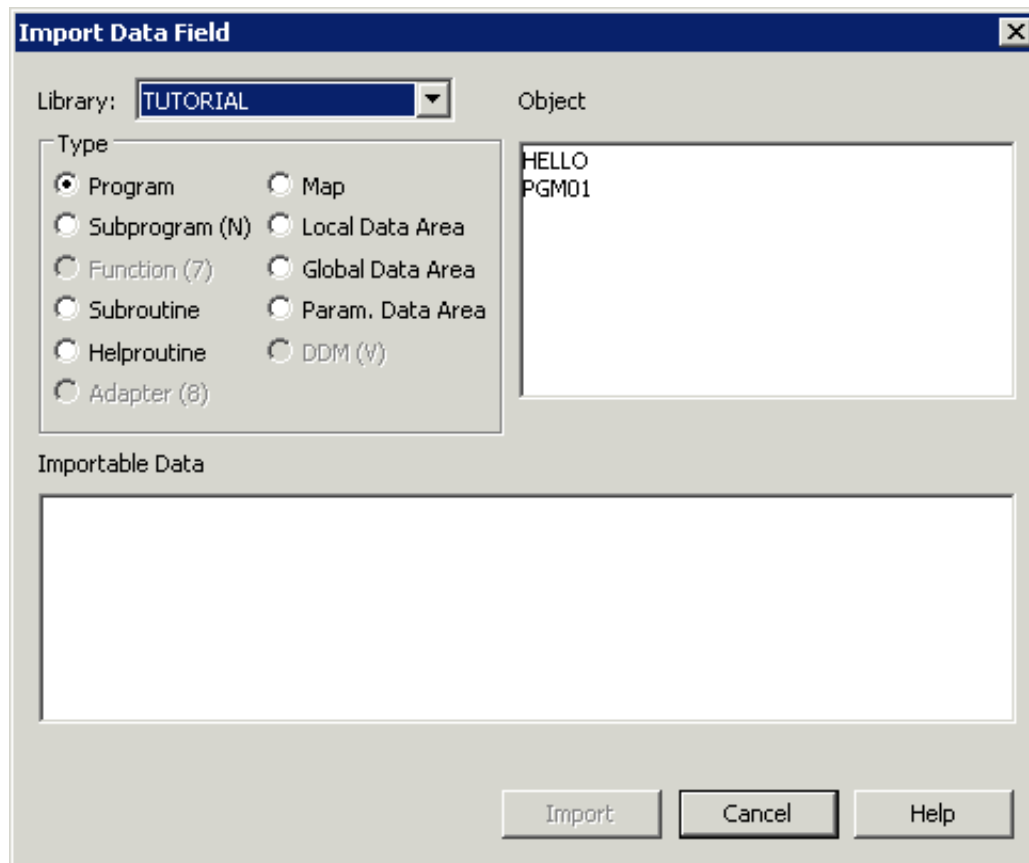 Import Data Field
Library: TUTORIAL
Object
Type
Program
Map
Subprogram (N)
Local Data Area
Function (7)
Global Data Area
Subroutine
Param. Data Area
Helproutine
DDM (V)
Adapter (8)
HELLO
PGM01
Importable Data
Import
Cancel
Help